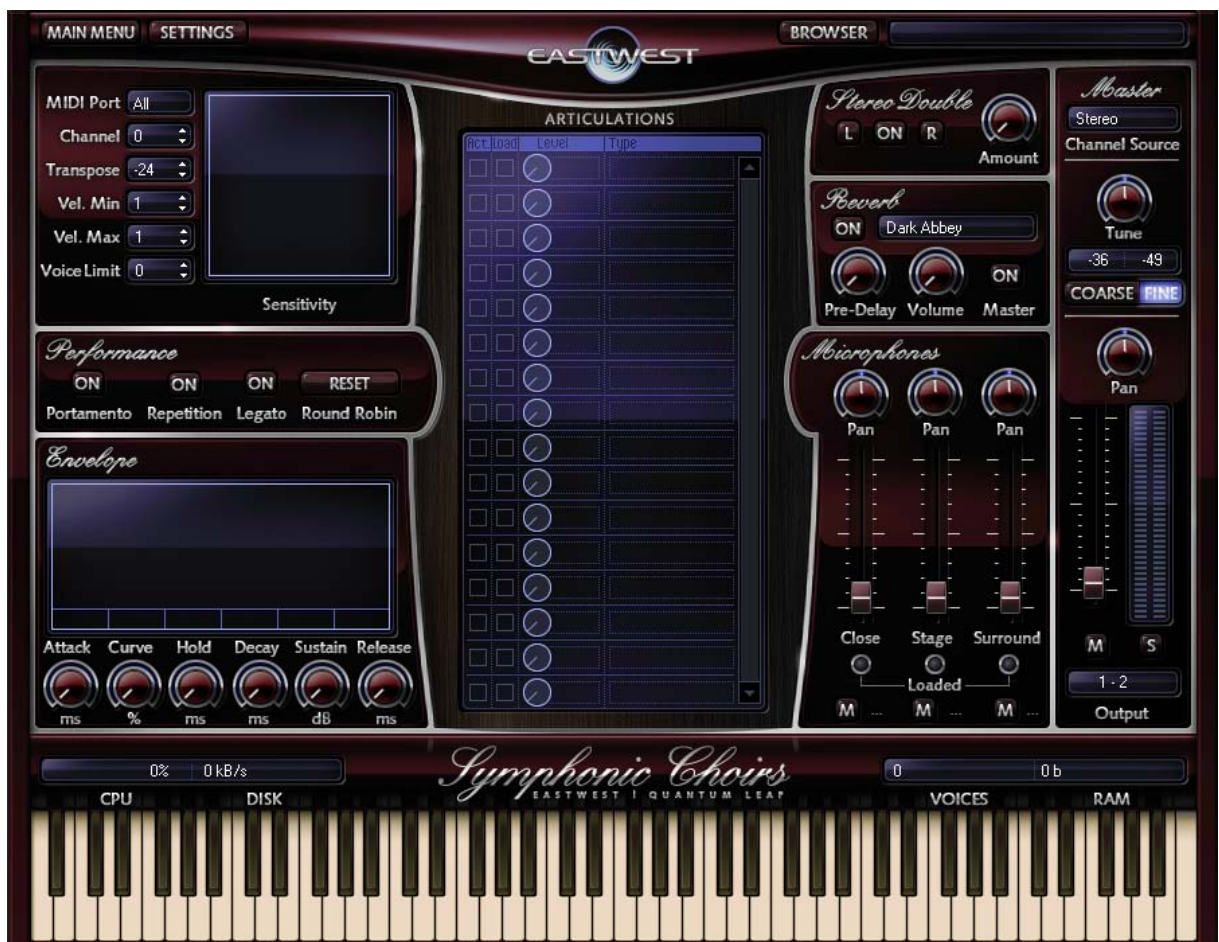 MAIN MENU SETTINGS
BROWSER
EASTWEST
MIDI Port All
Channel 0
Transpose -24
Vel. Min 1
Vel. Max 1
Voice Limit 0
Sensitivity
Performance
ON ON ON RESET
Portamento Repetition Legato Round Robin
Envelope
Attack Curve Hold Decay Sustain Release
ms % ms ms dB ms
ARTICULATIONS
Act. Load Level Type
Stereo Double
L ON R
Amount
Reverb
ON Dark Abbey
ON
Pre-Delay Volume Master
Microphones
Pan Pan Pan
Close Stage Surround
Loaded
M ... M ... M ...
Master
Stereo
Channel Source
Tune
-36 -49
COARSE FINE
Pan
M S
1 - 2
Output
0% 0 kB/s
CPU DISK
Symphonic Choirs
EASTWEST | QUANTUM LEAP
0 0 b
VOICES RAM